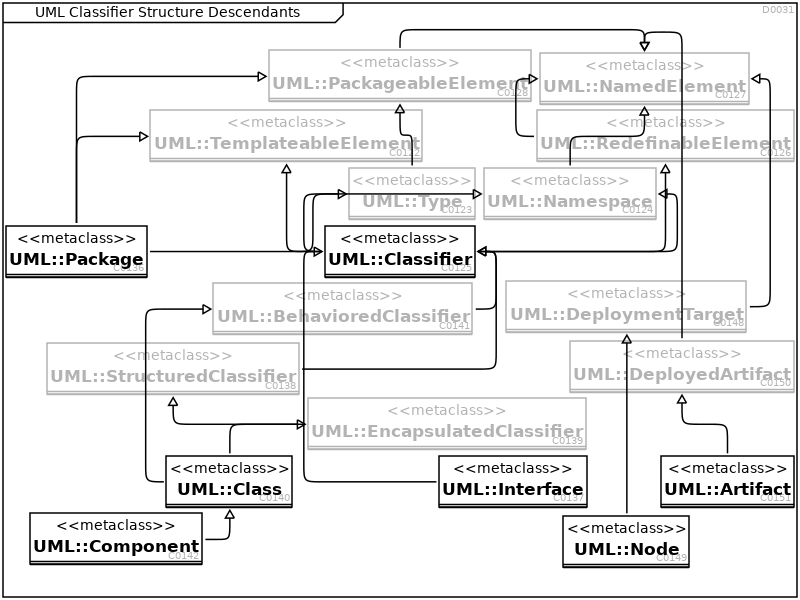 UML Classifier Structure Descendants
D0031
<<metaclass>>
UML::PackageableElement
C0128
<<metaclass>>
UML::NamedElement
C0127
<<metaclass>>
UML::TemplateableElement
C0122
<<metaclass>>
UML::RedefinableElement
C0126
<<metaclass>>
UML::Type
C0123
<<metaclass>>
UML::Namespace
C0124
<<metaclass>>
UML::Package
C0136
<<metaclass>>
UML::Classifier
C0125
<<metaclass>>
UML::BehavioredClassifier
C0141
<<metaclass>>
UML::DeploymentTarget
C0148
<<metaclass>>
UML::StructuredClassifier
C0138
<<metaclass>>
UML::DeployedArtifact
C0150
<<metaclass>>
UML::EncapsulatedClassifier
C0139
<<metaclass>>
UML::Class
C0140
<<metaclass>>
UML::Interface
C0137
<<metaclass>>
UML::Artifact
C0151
<<metaclass>>
UML::Component
C0142
<<metaclass>>
UML::Node
C0149